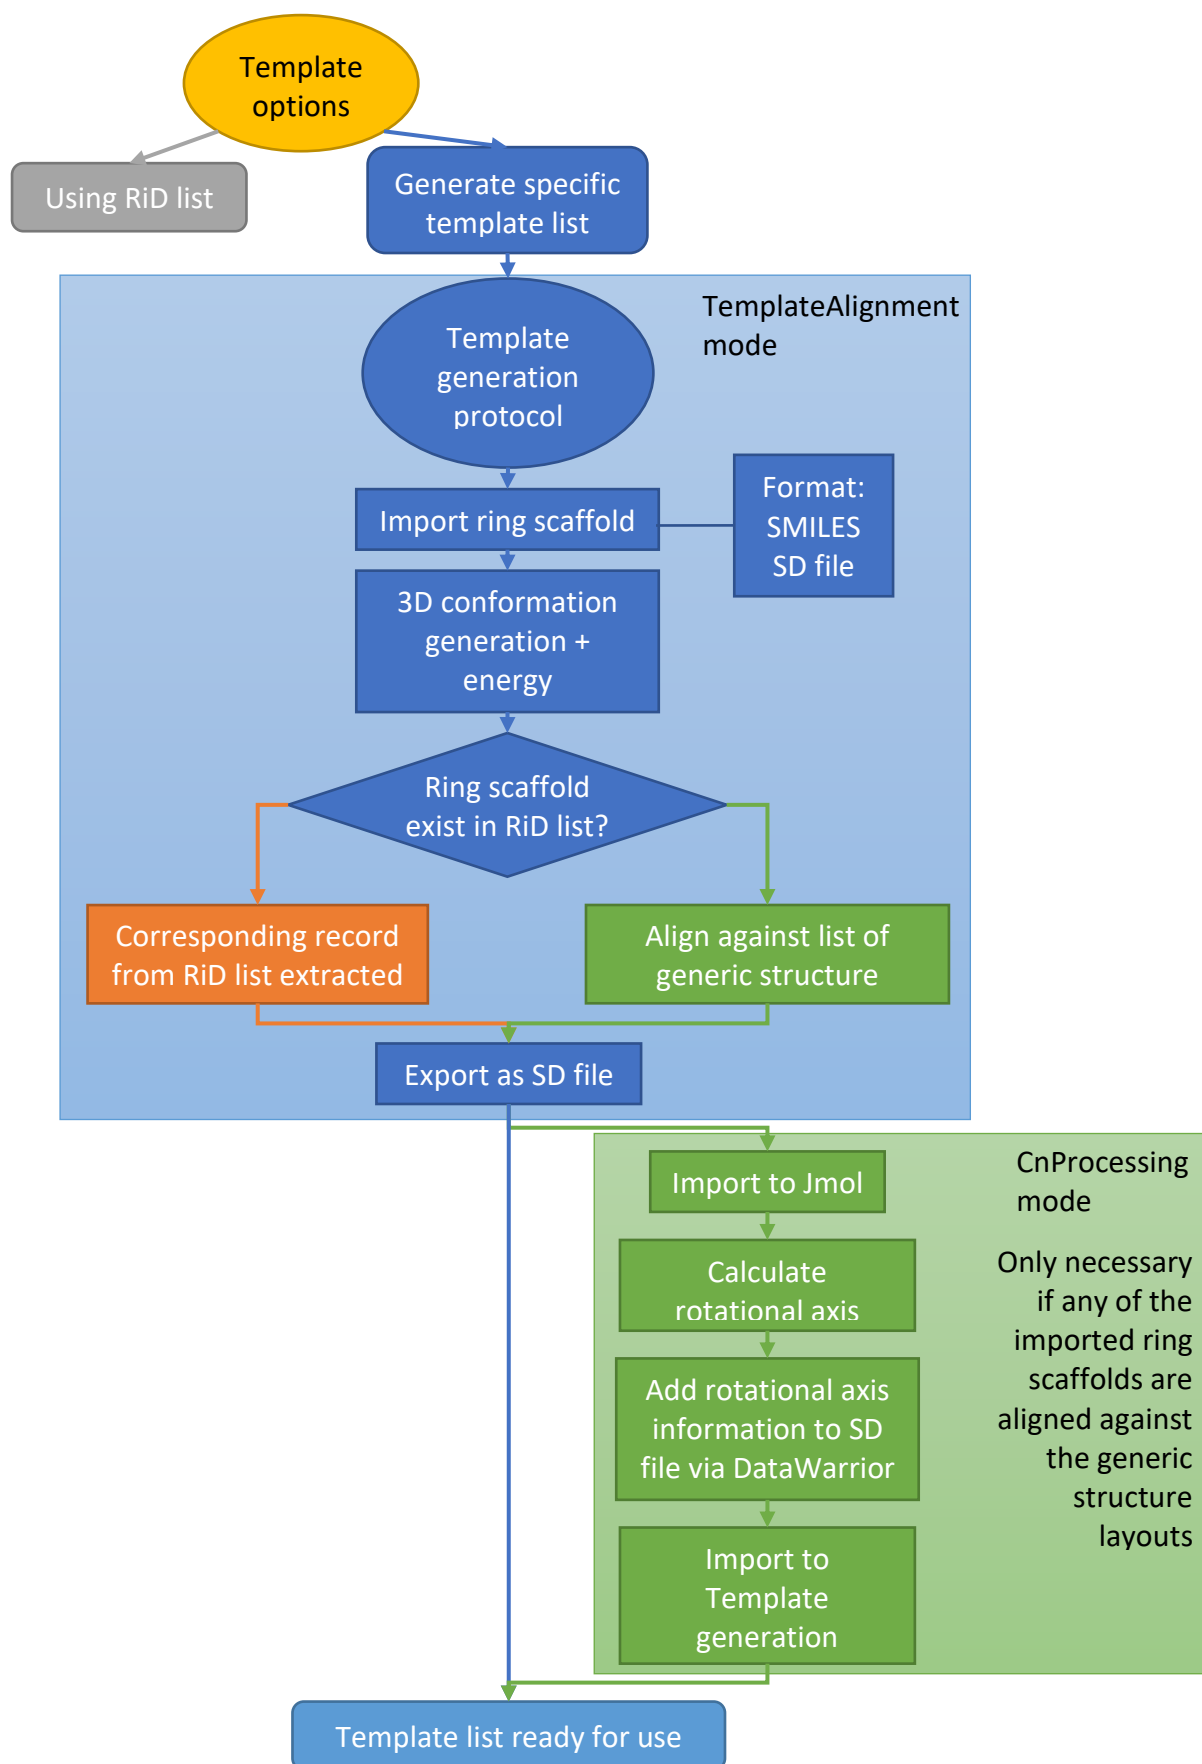 Template
options
Using RiD list
Generate specific
template list
TemplateAlignment
mode
Template
generation
protocol
Import ring scaffold
Format:
SMILES
SD file
3D conformation
generation +
energy
Ring scaffold
exist in RiD list?
Corresponding record
from RiD list extracted
Align against list of
generic structure
Export as SD file
CnProcessing
mode
Import to Jmol
Calculate
rotational axis
Only necessary
if any of the
imported ring
scaffolds are
aligned against
the generic
structure
layouts
Add rotational axis
information to SD
file via DataWarrior
Import to
Template
generation
Template list ready for use